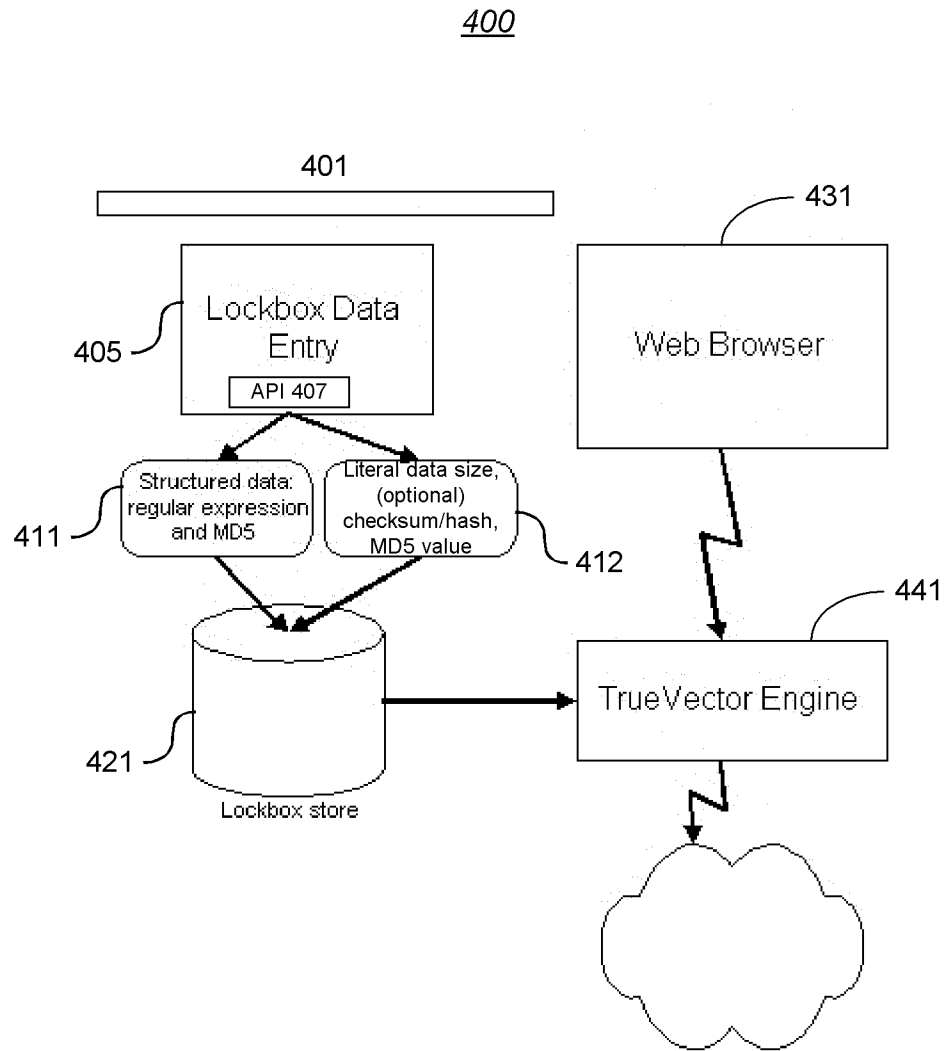 400
401
431
Lockbox Data
Entry
405
API 407
Web Browser
Structured data:
regular expression
and MD5
411
Literal data size,
(optional)
checksum/hash,
MD5 value
412
441
TrueVector Engine
421
Lockbox store